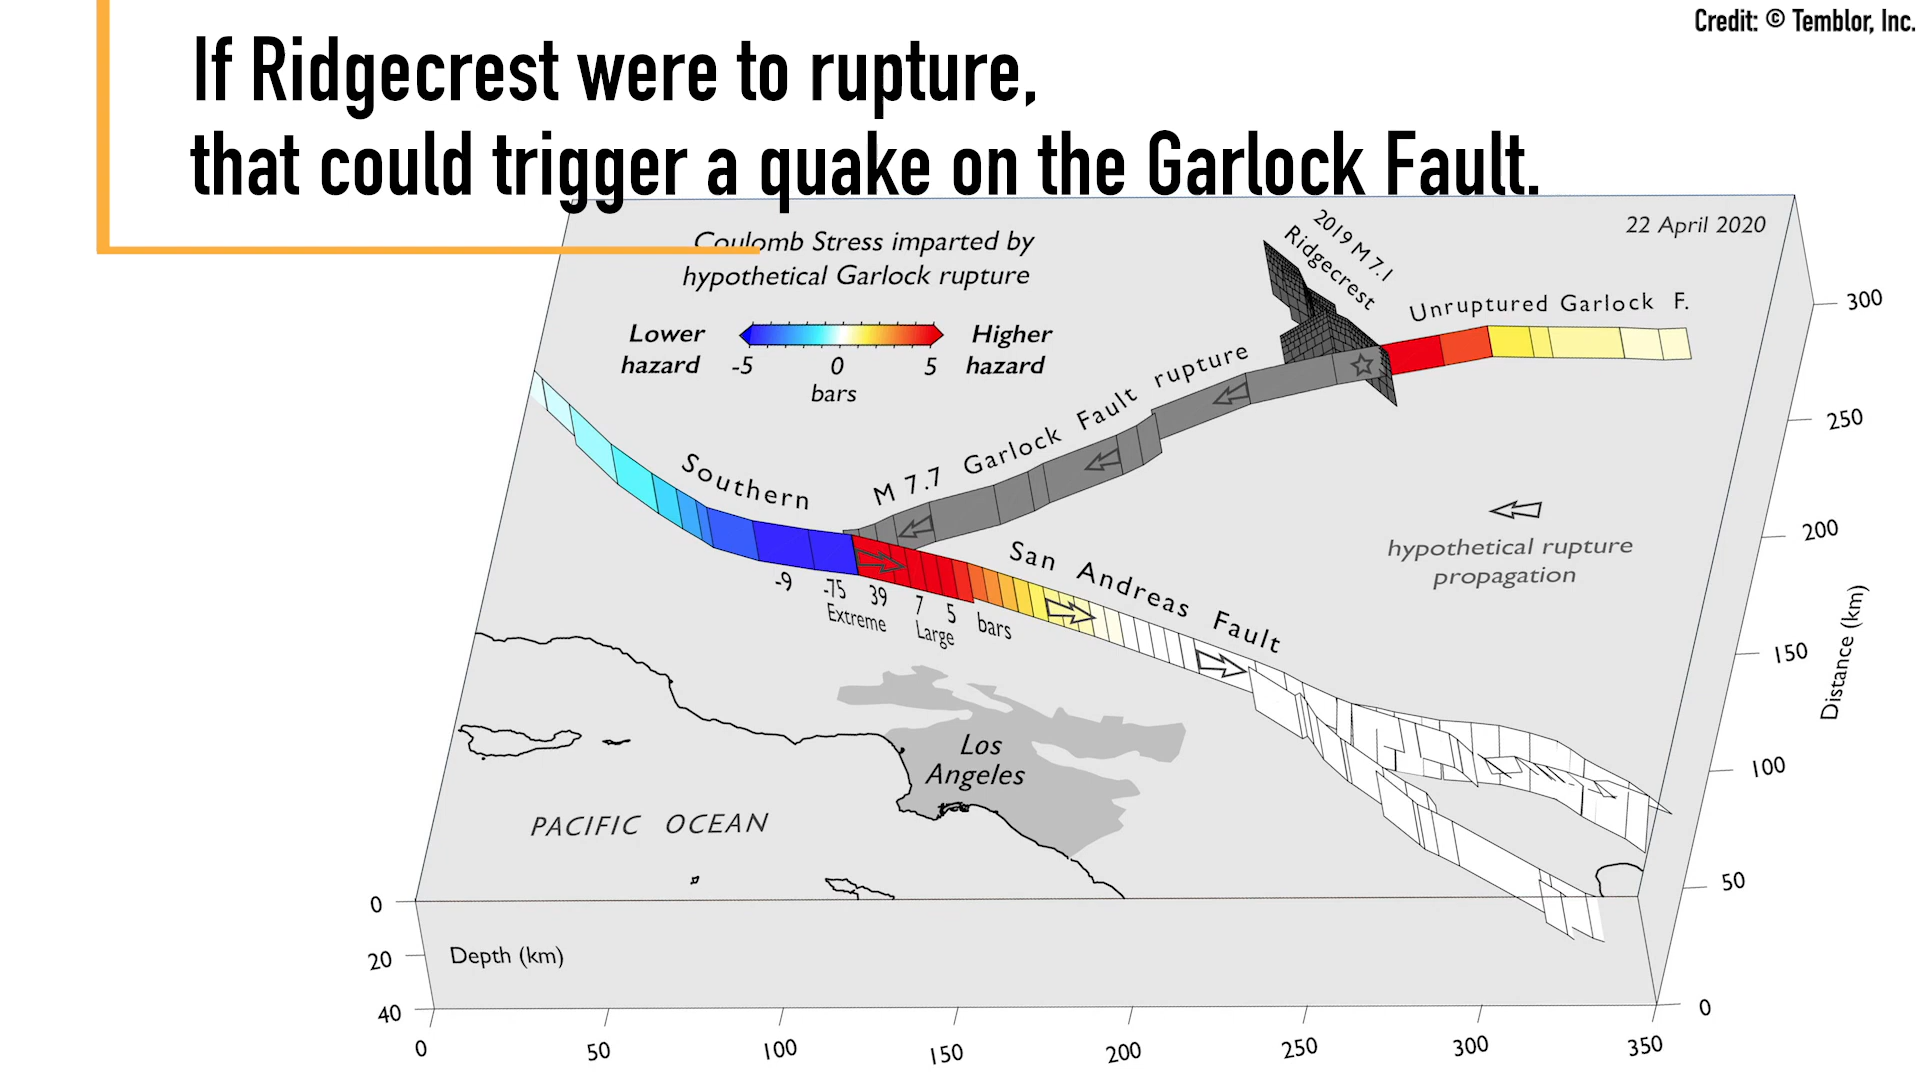 Credit: © Temblor, Inc.
If Ridgecrest were to rupture,
that could trigger a quake on the Garlock Fault.
22 April 2020
Coulomb Stress imparted by
hypothetical Garlock rupture
Lower
hazard
Higher
hazard
-5
0
5
bars
2019 M 7.1
Ridgecrest
Unruptured Garlock F.
M 7.7 Garlock Fault rupture
Southern
San Andreas Fault
-9
-75
39
7
5
bars
Extreme
Large
hypothetical rupture
propagation
Los
Angeles
PACIFIC OCEAN
Depth (km)
0
20
40
0
50
100
150
200
250
300
350
Distance (km)
300
250
200
150
100
50
0